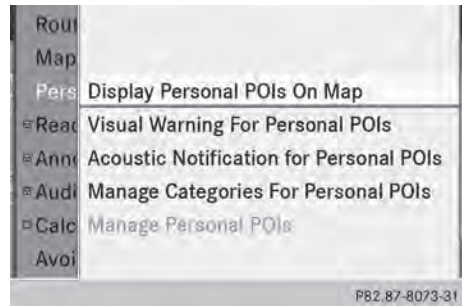 Rout
Map
Pers Display Personal POIs On Map
Read Visual Warning For Personal POIs
Anno Acoustic Notification for Personal POIs
Audi Manage Categories For Personal POIs
Calc Manage Personal POIs
Avoi
P82.87-8073-31